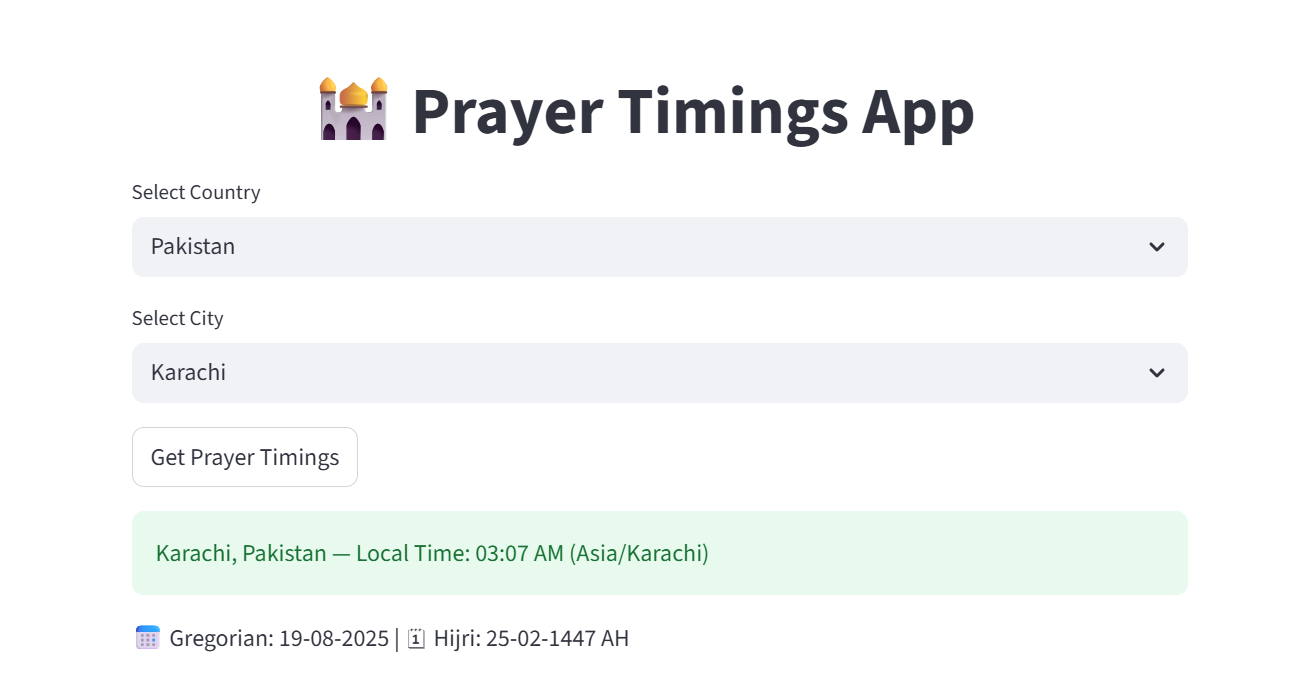 Prayer Timings App
Select Country
Pakistan
Select City
Karachi
Get Prayer Timings
Karachi, Pakistan — Local Time: 03:07 AM (Asia/Karachi)
Gregorian: 19-08-2025 | 🗓 Hijri: 25-02-1447 AH